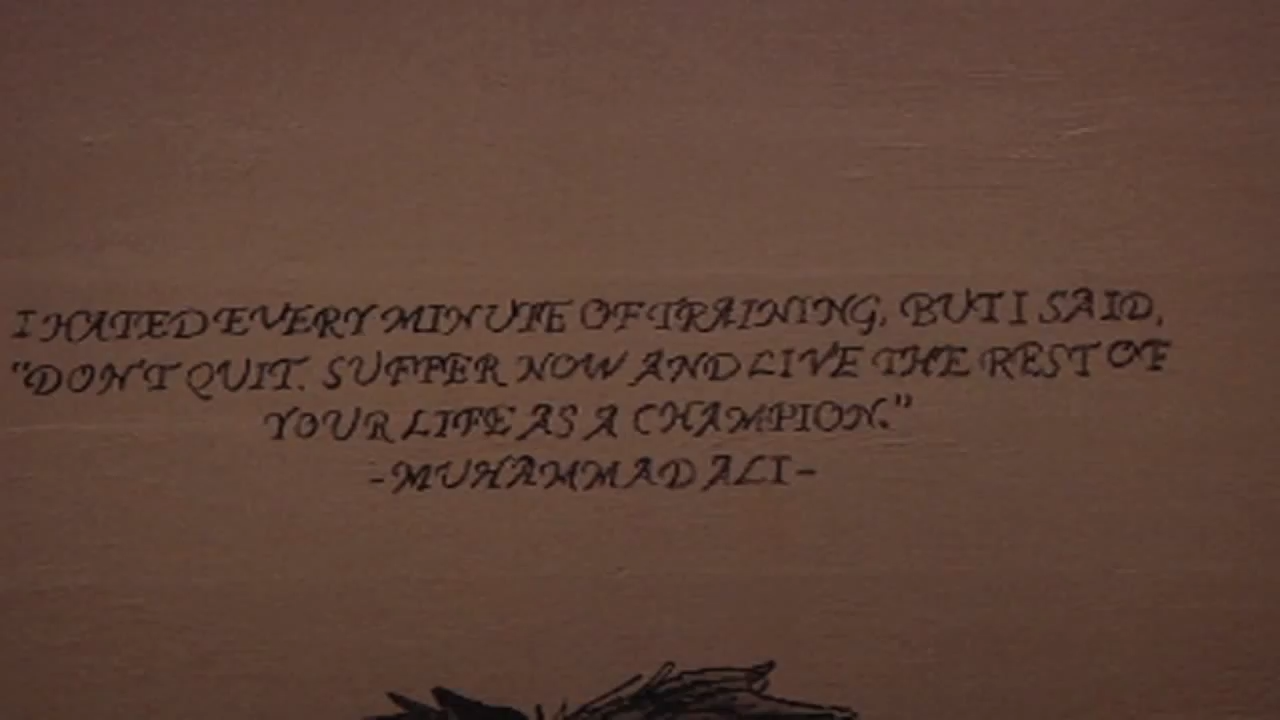 I HATED EVERY MINUTE OF TRAINING, BUT I SAID,
"DON'T QUIT. SUFFER NOW AND LIVE THE REST OF
YOUR LIFE AS A CHAMPION."
-MUHAMMAD ALI-